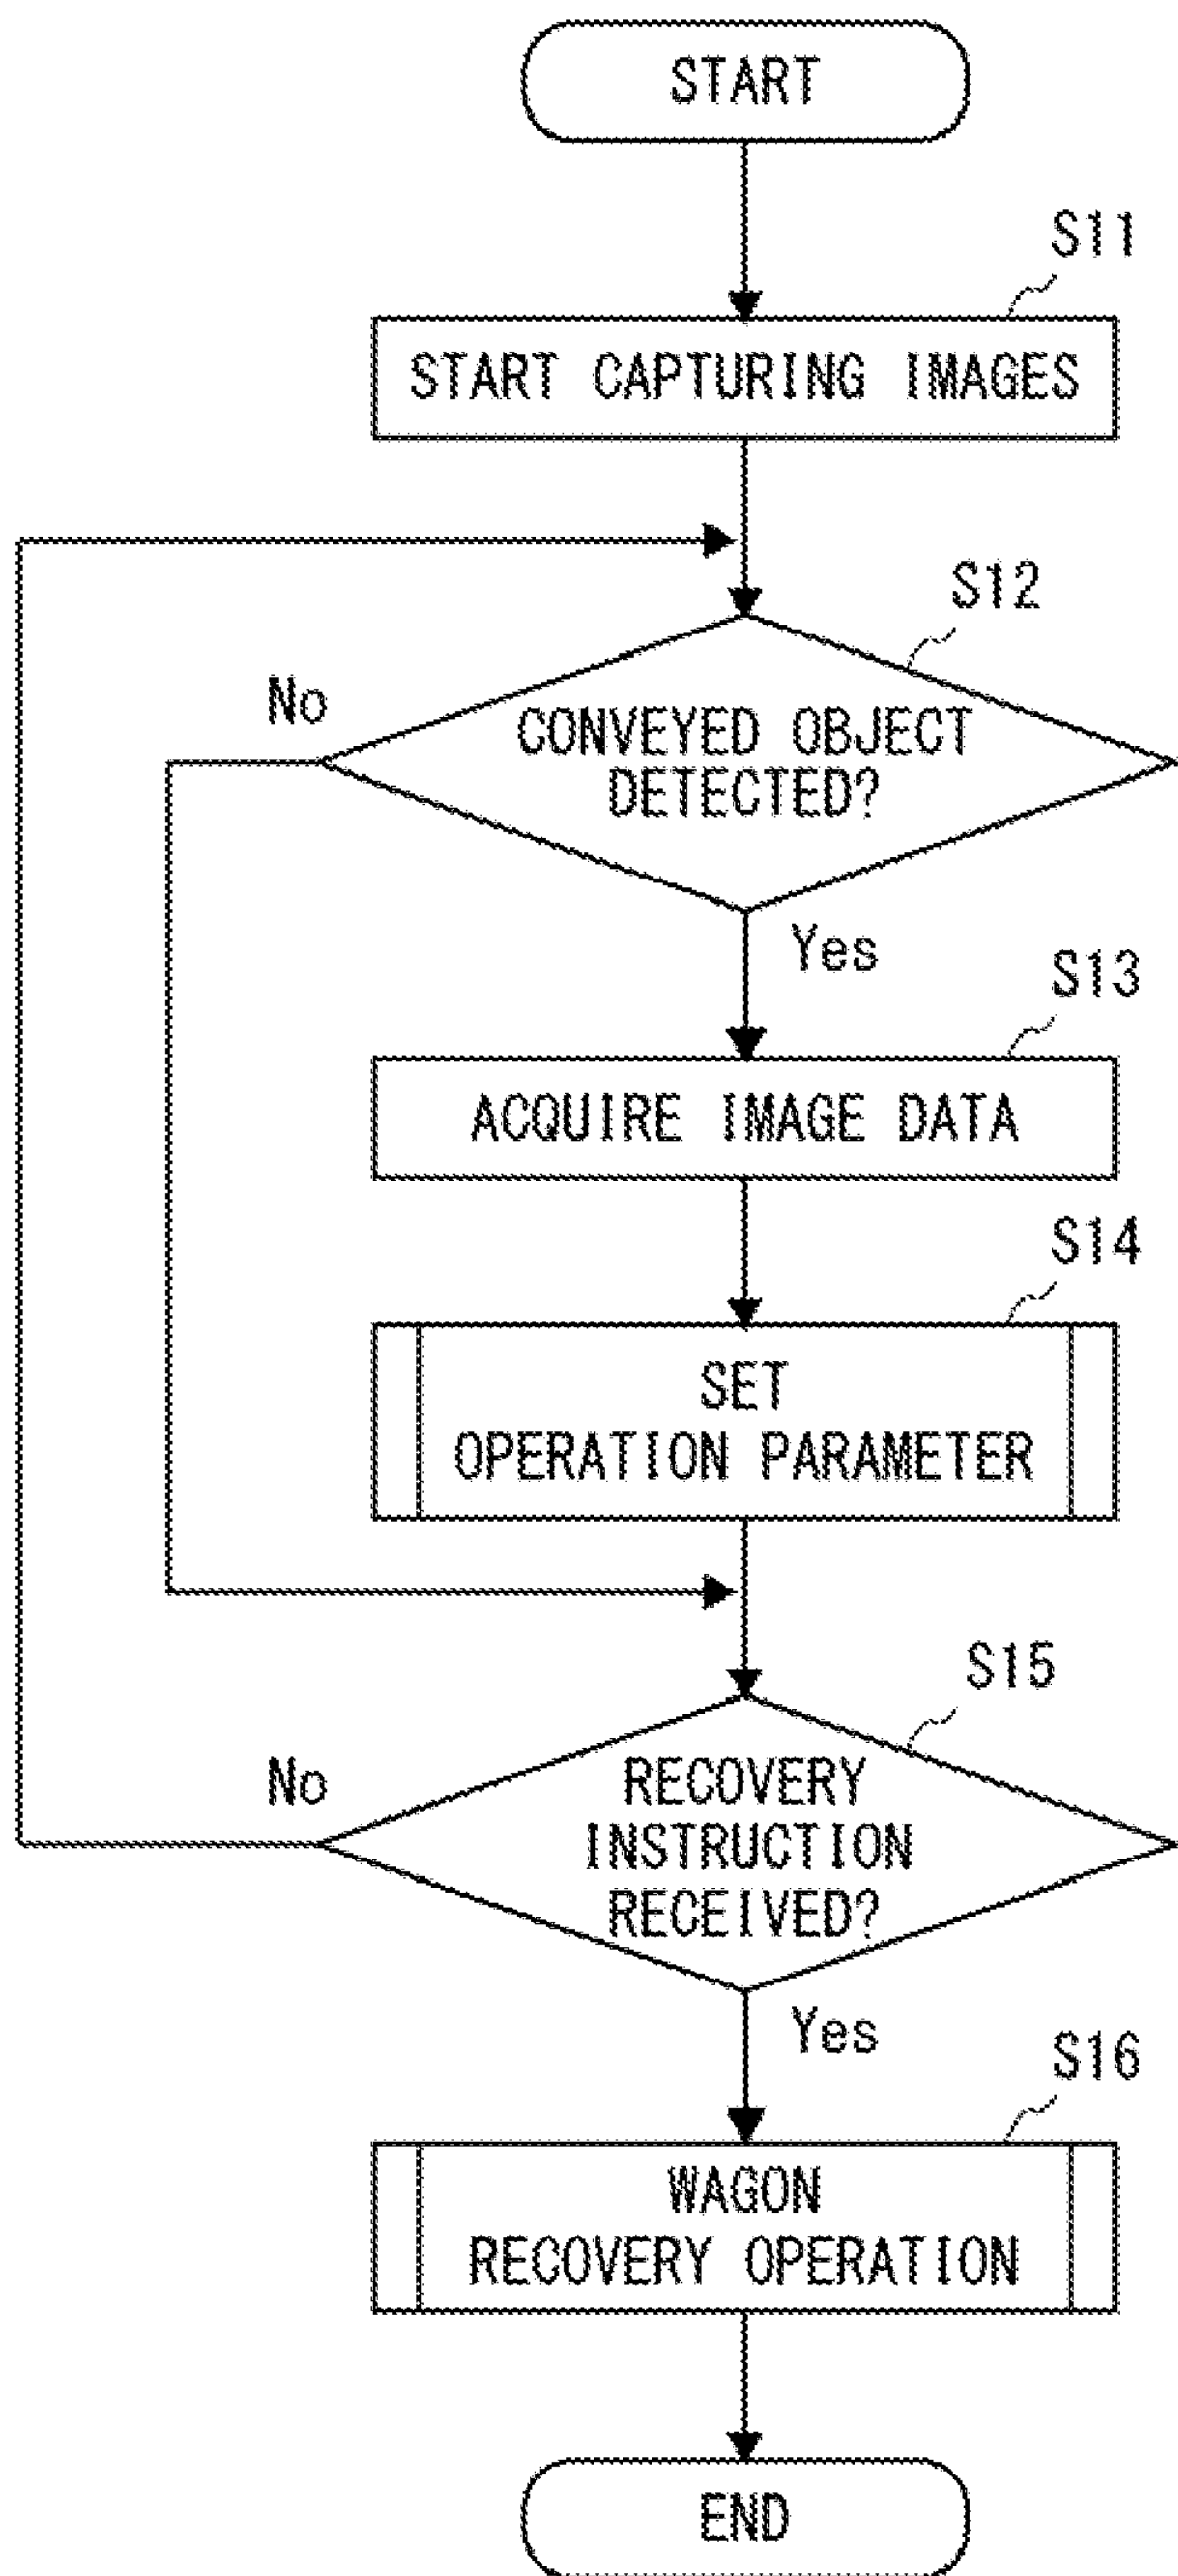 START
S11
START CAPTURING IMAGES
S12
No
CONVEYED OBJECT
DETECTED?
Yes
S13
ACQUIRE IMAGE DATA
S14
SET
OPERATION PARAMETER
S15
No
RECOVERY
INSTRUCTION
RECEIVED?
Yes
S16
WAGON
RECOVERY OPERATION
END